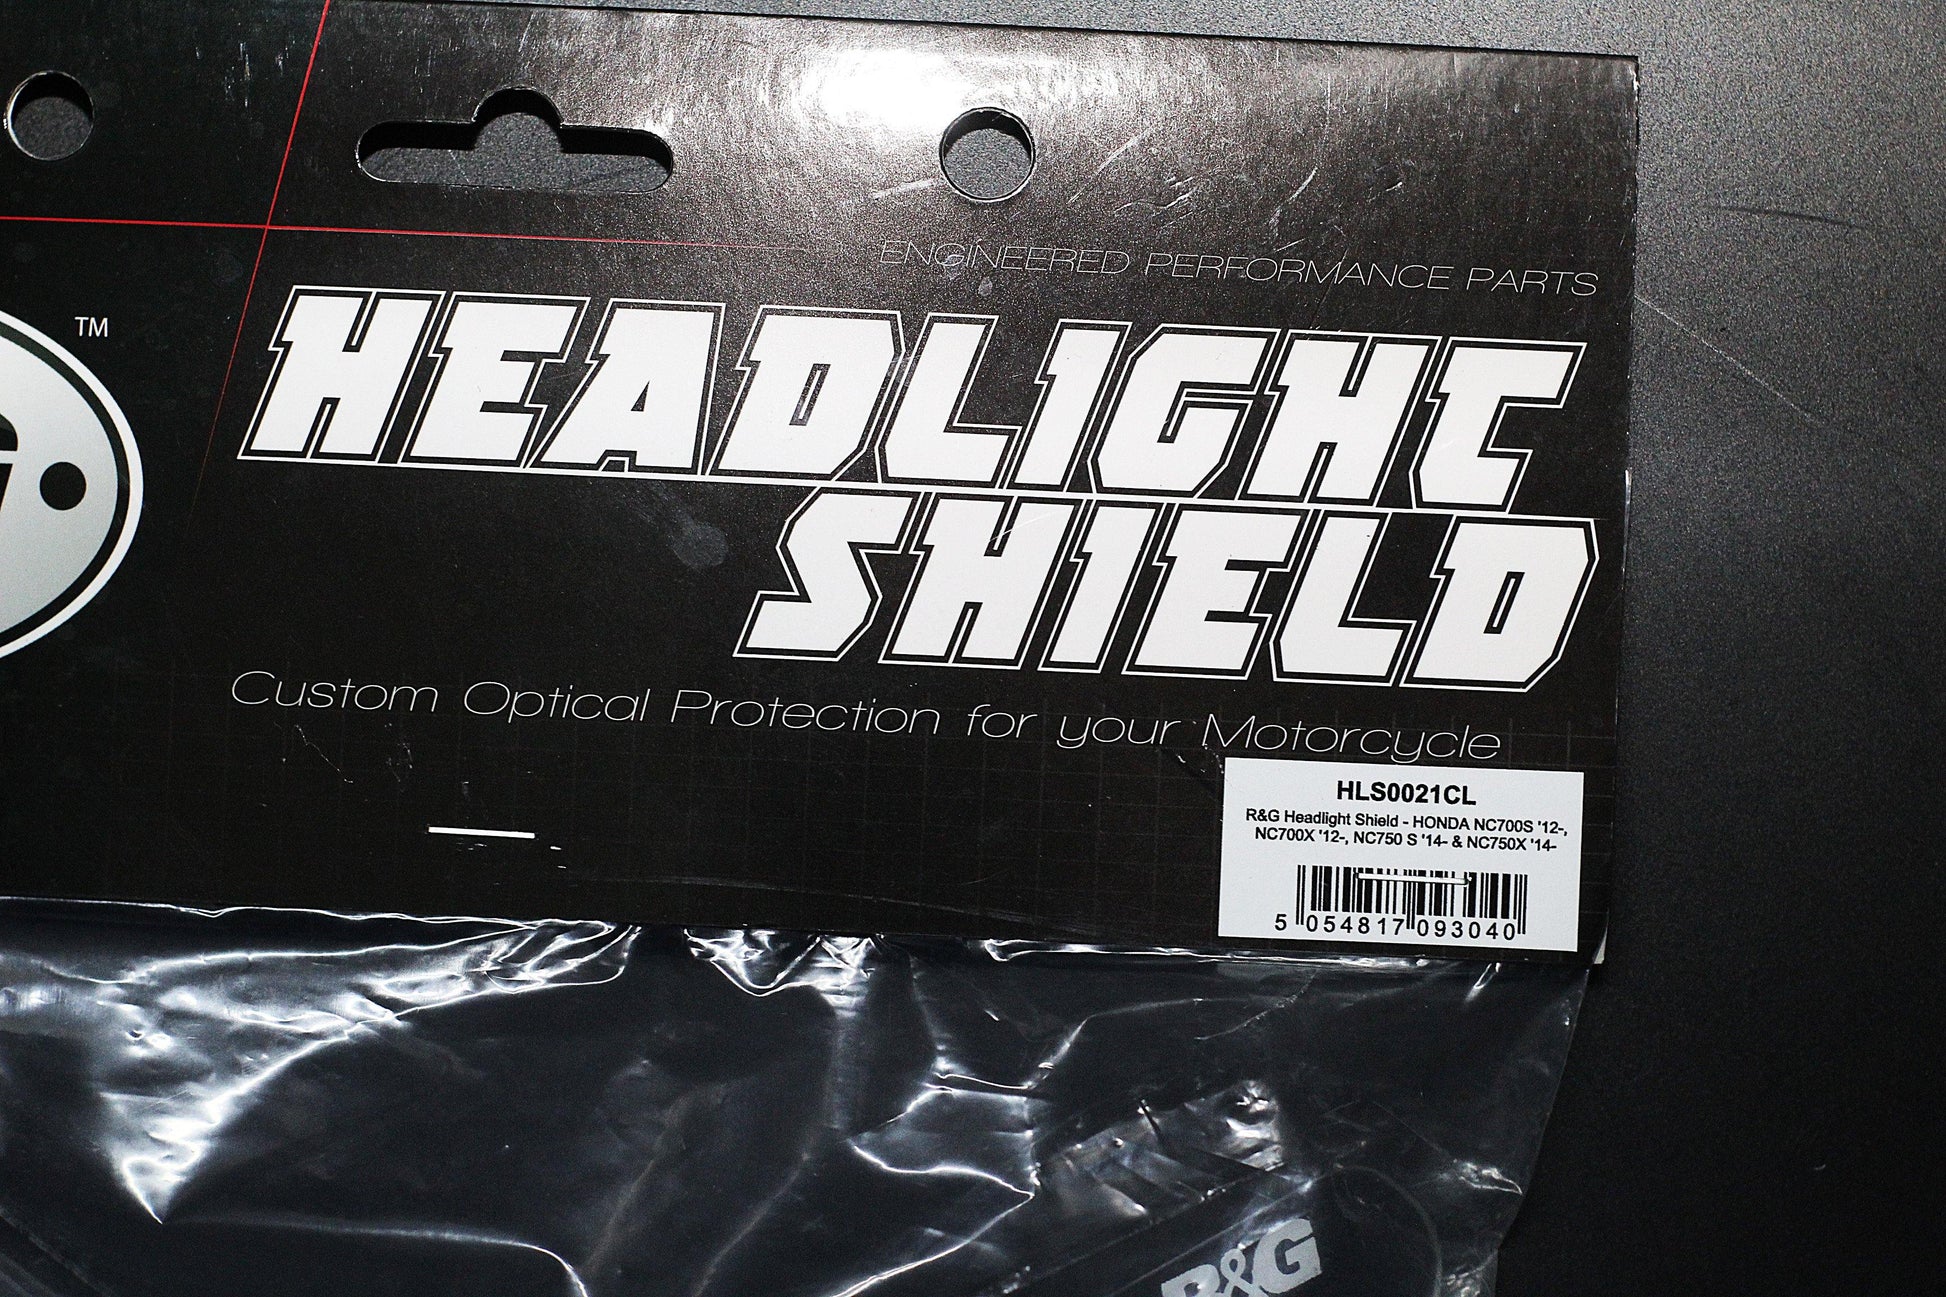 TM
ENGINEERED PERFORMANCE PARTS
HEADLIGHT
SHIELD
Custom Optical Protection for your Motorcycle
HLS0021CL
R&G Headlight Shield - HONDA NC700S '12-,
NC700X '12-, NC750 S '14- & NC750X '14-
5 054817 093040
R&G